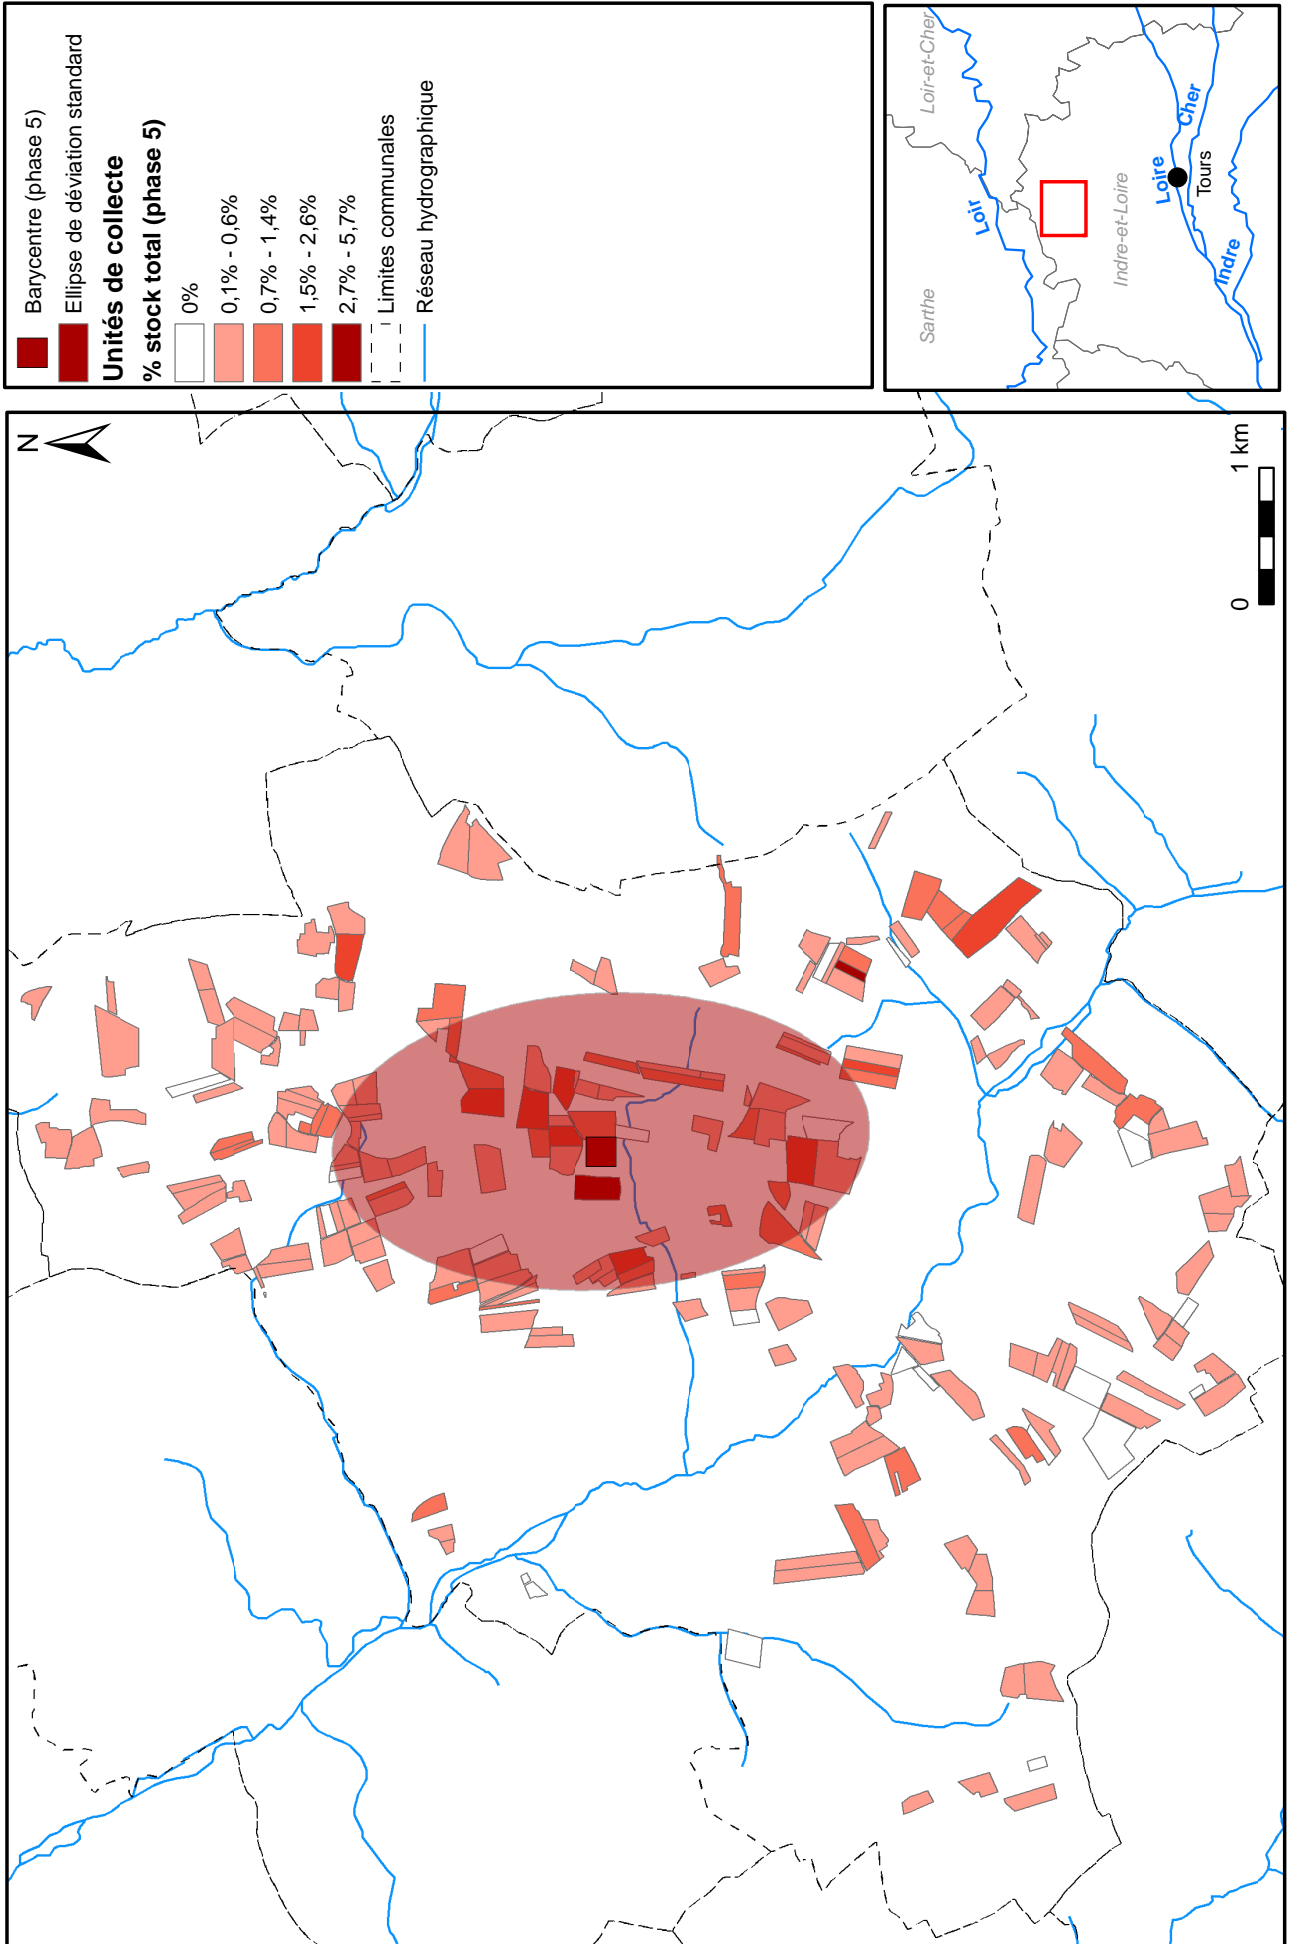 Barycentre (phase 5)
Ellipse de déviation standard
Unités de collecte
% stock total (phase 5)
0%
0,1% - 0,6%
0,7% - 1,4%
1,5% - 2,6%
2,7% - 5,7%
Limites communales
Réseau hydrographique
Sarthe
Loir-et-Cher
Loir
Indre-et-Loire
Loire
Cher
Tours
Indre
N
0
1 km